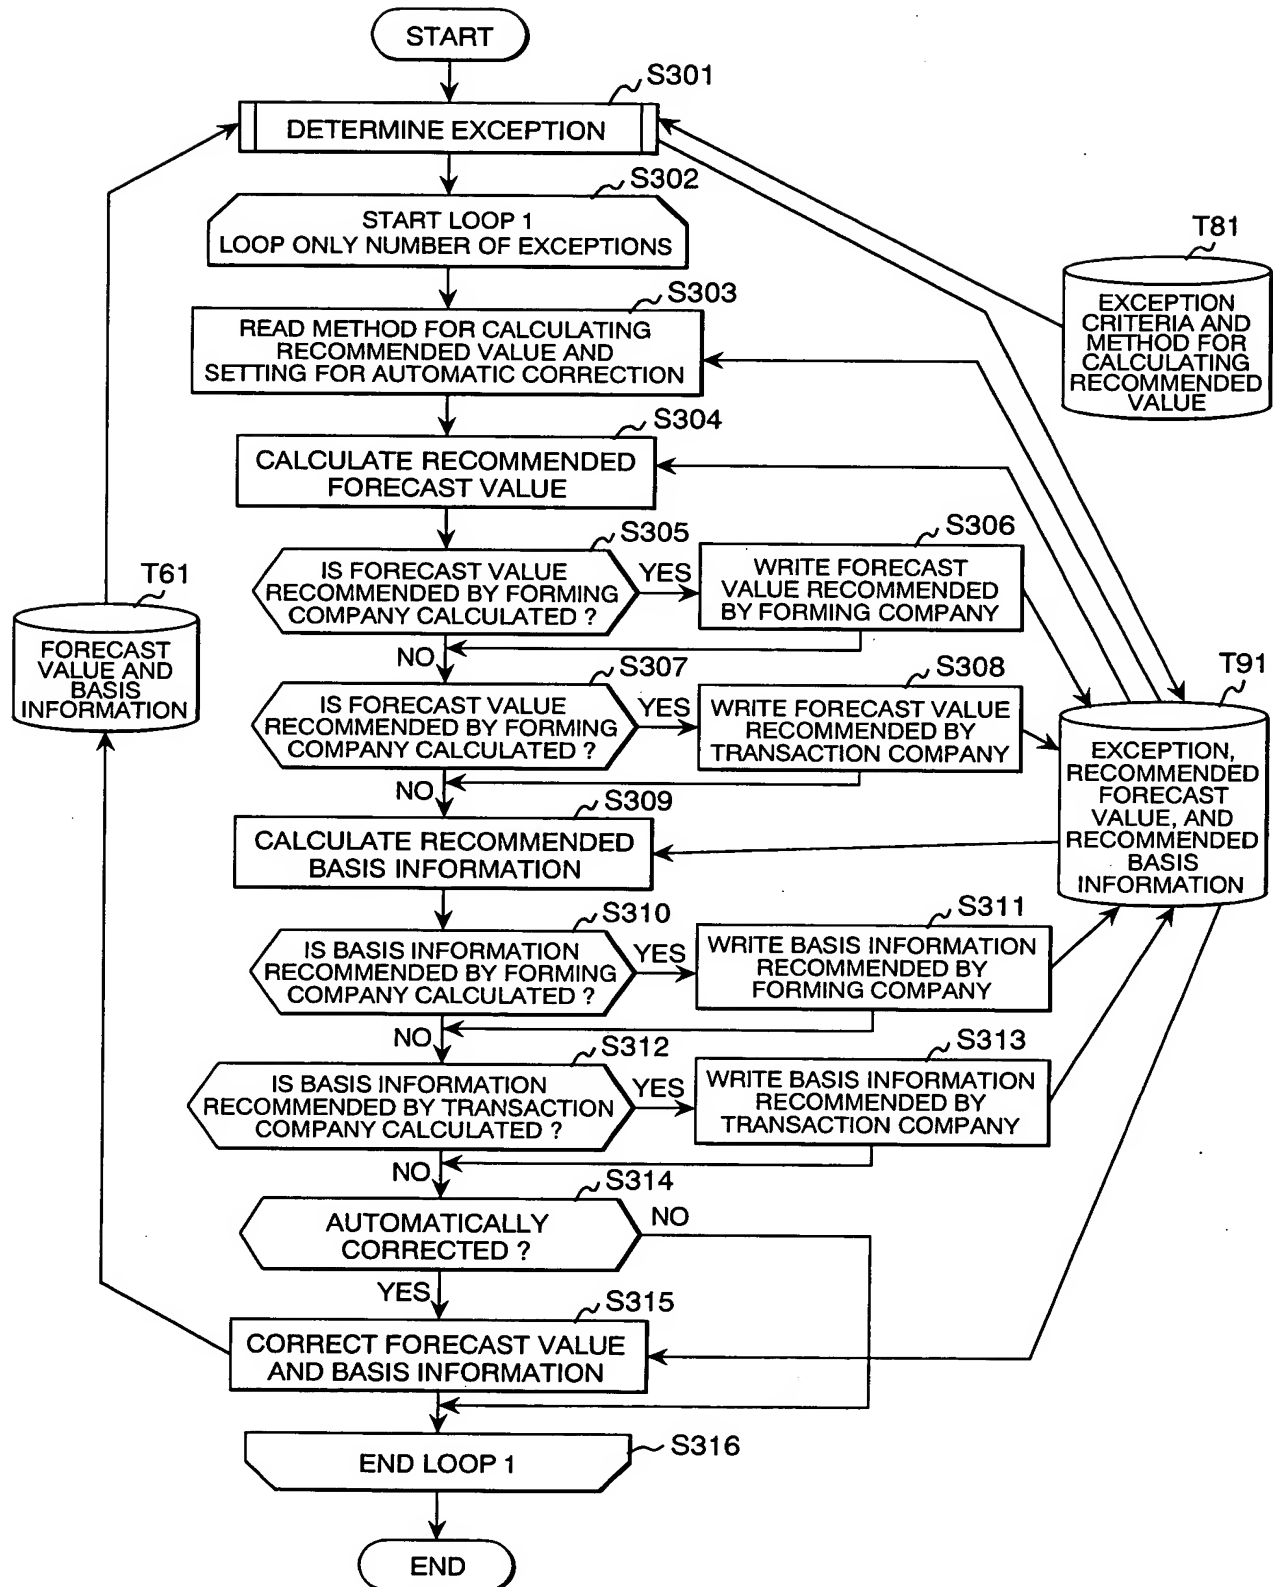 START
S301
DETERMINE EXCEPTION
S302
START LOOP 1
LOOP ONLY NUMBER OF EXCEPTIONS
S303
READ METHOD FOR CALCULATING
RECOMMENDED VALUE AND
SETTING FOR AUTOMATIC CORRECTION
T81
EXCEPTION
CRITERIA AND
METHOD FOR
CALCULATING
RECOMMENDED
VALUE
S304
CALCULATE RECOMMENDED
FORECAST VALUE
S305
IS FORECAST VALUE
RECOMMENDED BY FORMING
COMPANY CALCULATED ?
YES
NO
S306
WRITE FORECAST
VALUE RECOMMENDED
BY FORMING COMPANY
T61
FORECAST
VALUE AND
BASIS
INFORMATION
S307
IS FORECAST VALUE
RECOMMENDED BY FORMING
COMPANY CALCULATED ?
YES
NO
S308
WRITE FORECAST VALUE
RECOMMENDED BY
TRANSACTION COMPANY
T91
EXCEPTION,
RECOMMENDED
FORECAST
VALUE, AND
RECOMMENDED
BASIS
INFORMATION
S309
CALCULATE RECOMMENDED
BASIS INFORMATION
S310
IS BASIS INFORMATION
RECOMMENDED BY FORMING
COMPANY CALCULATED ?
YES
NO
S311
WRITE BASIS INFORMATION
RECOMMENDED BY
FORMING COMPANY
S312
IS BASIS INFORMATION
RECOMMENDED BY TRANSACTION
COMPANY CALCULATED ?
YES
NO
S313
WRITE BASIS INFORMATION
RECOMMENDED BY
TRANSACTION COMPANY
S314
AUTOMATICALLY
CORRECTED ?
NO
YES
S315
CORRECT FORECAST VALUE
AND BASIS INFORMATION
S316
END LOOP 1
END